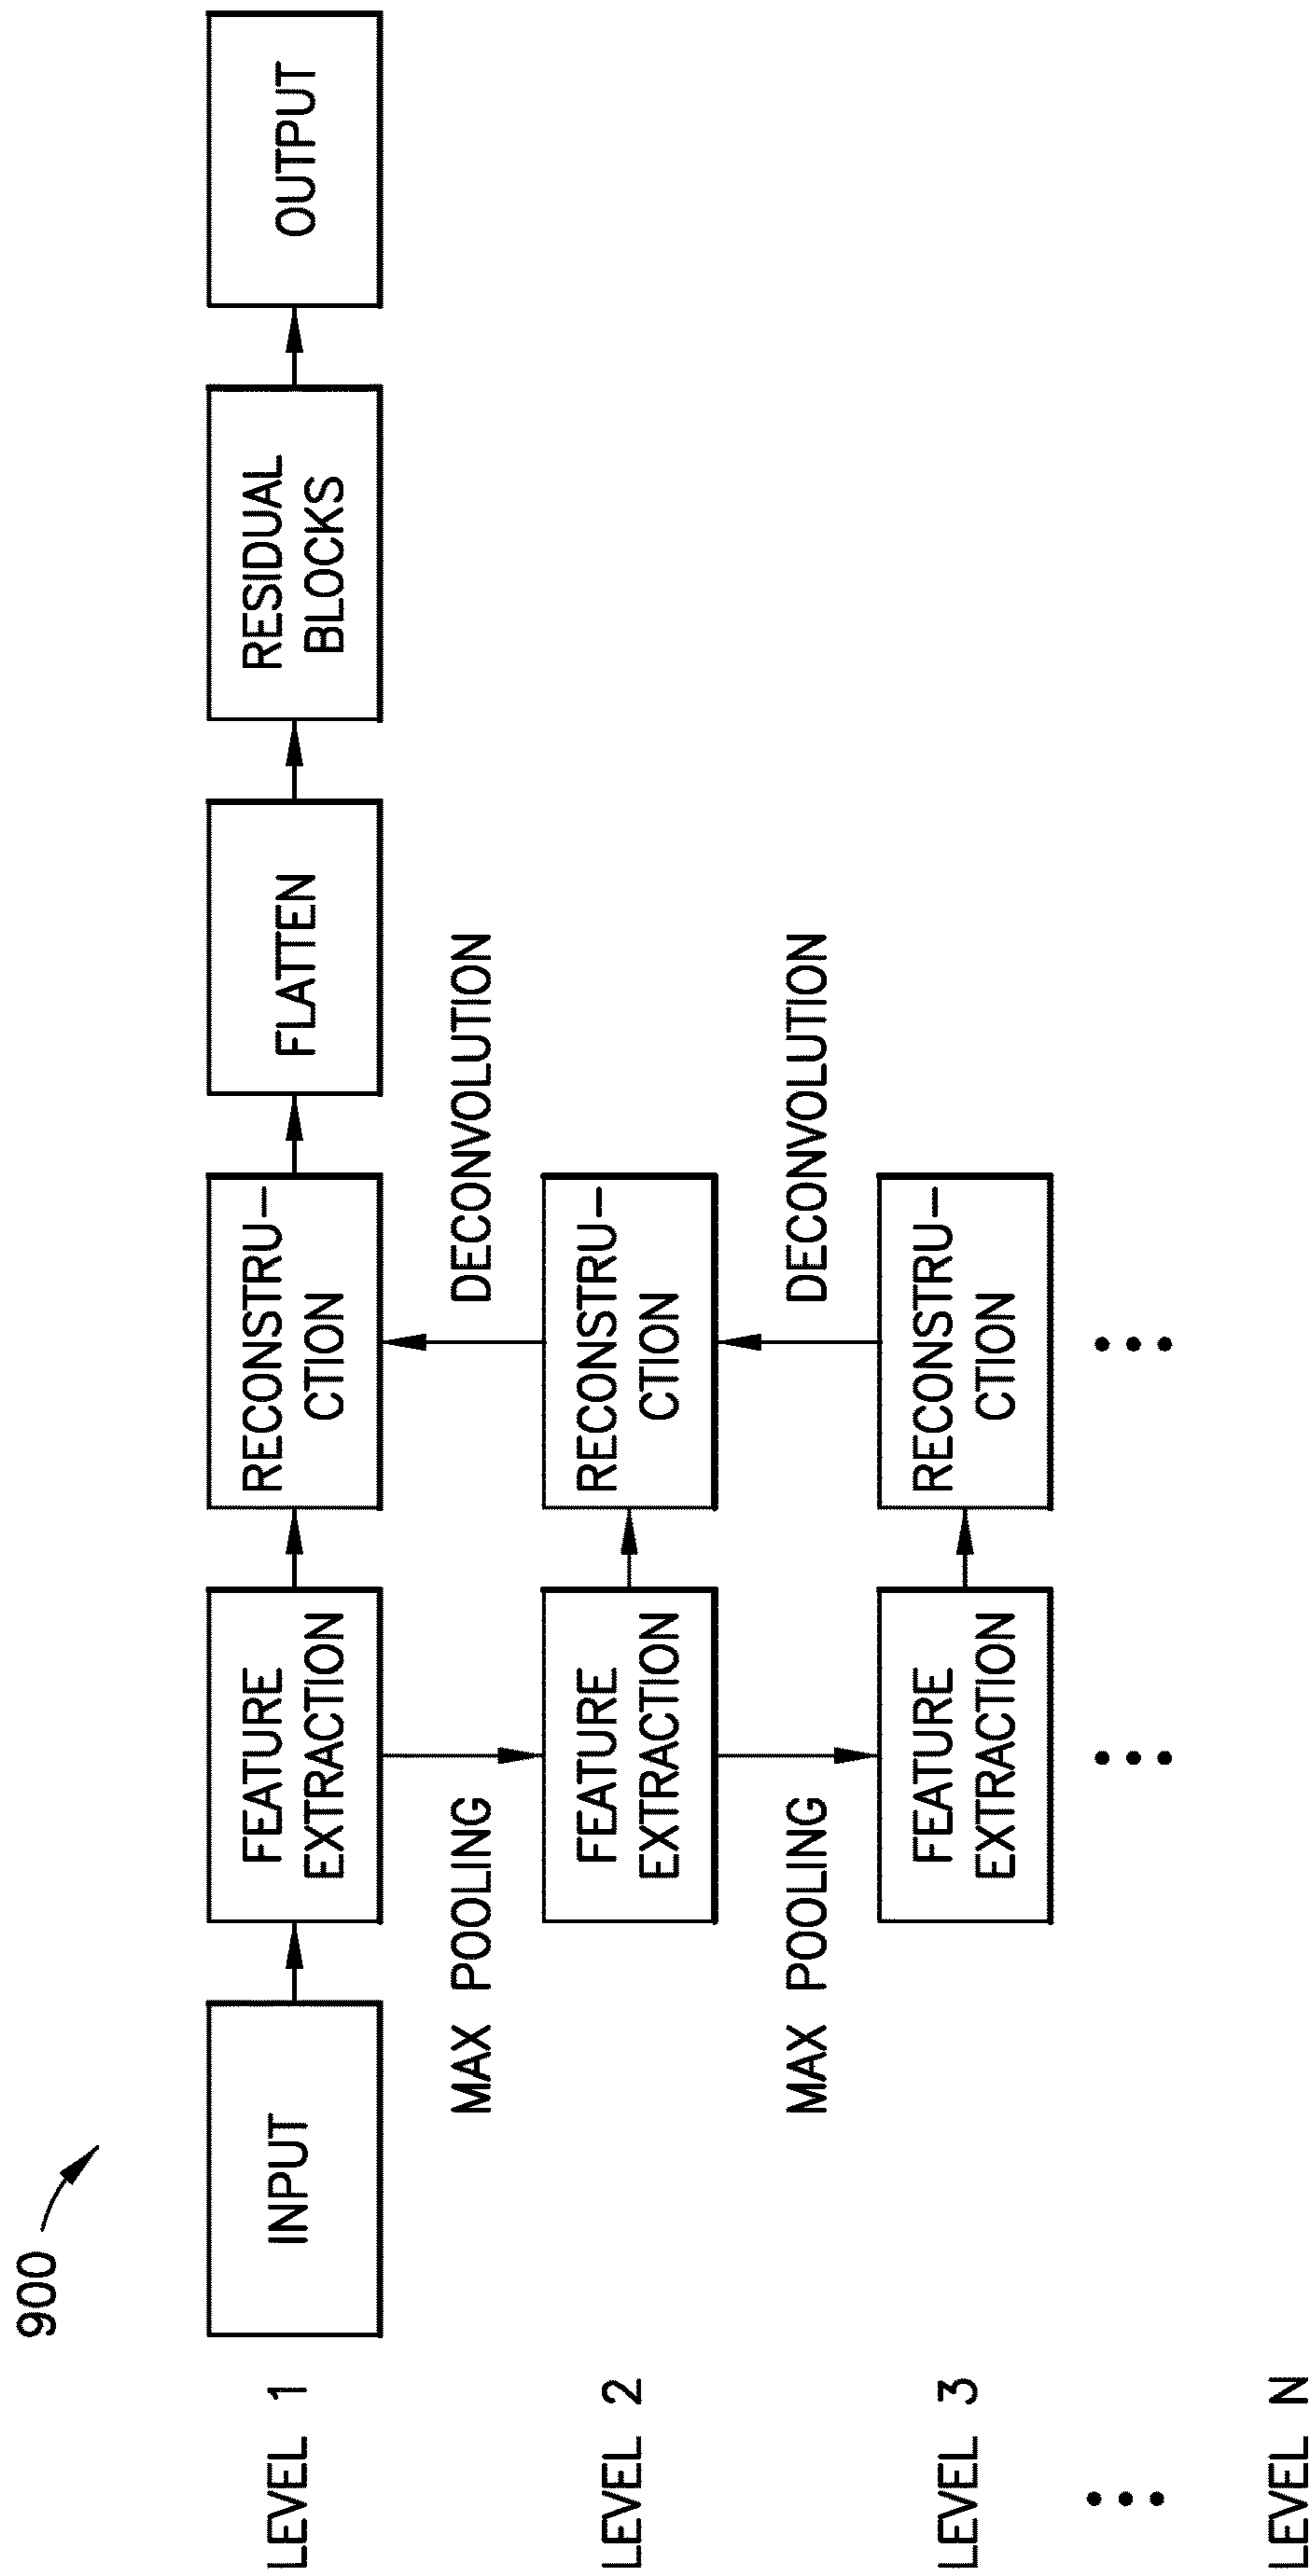 900
LEVEL 1
INPUT
FEATURE
EXTRACTION
RECONSTRU-
CTION
FLATTEN
RESIDUAL
BLOCKS
OUTPUT
MAX POOLING
DECONVOLUTION
LEVEL 2
FEATURE
EXTRACTION
RECONSTRU-
CTION
MAX POOLING
DECONVOLUTION
LEVEL 3
FEATURE
EXTRACTION
RECONSTRU-
CTION
LEVEL N